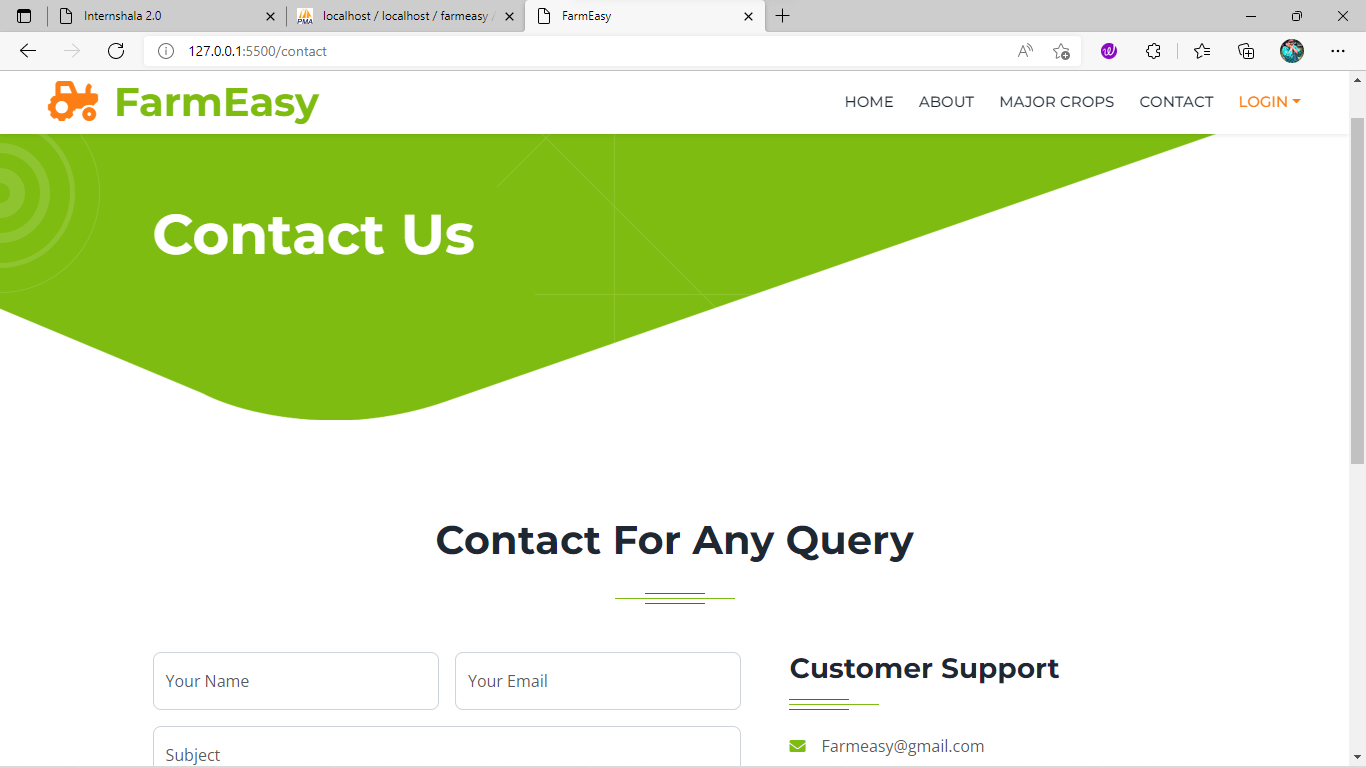 Internshala 2.0
localhost / localhost / farmeasy /
FarmEasy
127.0.0.1:5500/contact
FarmEasy
HOME ABOUT MAJOR CROPS CONTACT LOGIN
Contact Us
Contact For Any Query
Your Name
Your Email
Customer Support
Subject
Farmeasy@gmail.com